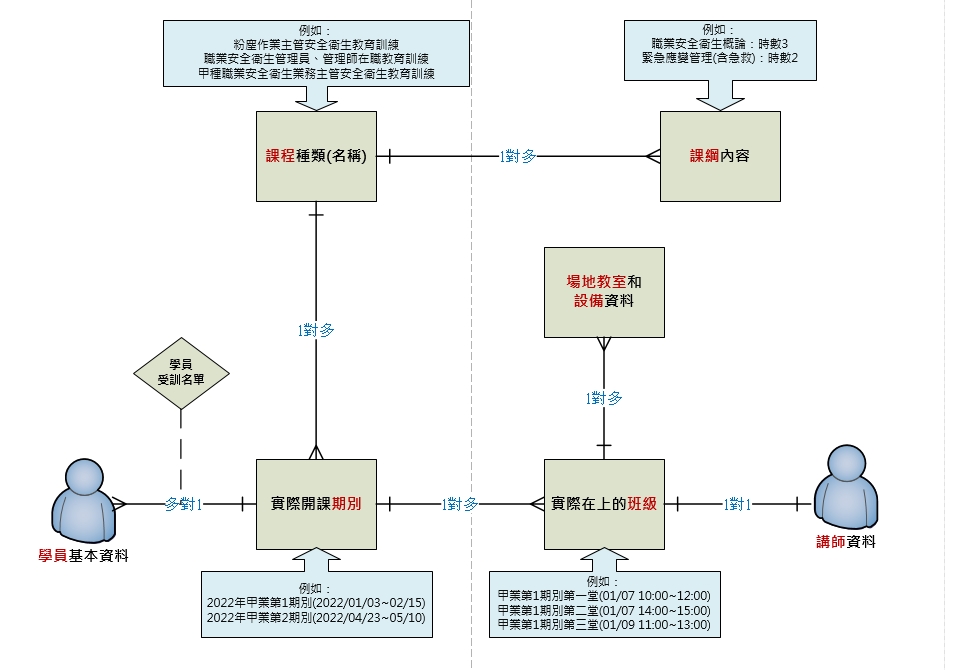 例如：
粉塵作業主管安全衛生教育訓練
職業安全衛生管理員、管理師在職教育訓練
甲種職業安全衛生業務主管安全衛生教育訓練
例如：
職業安全衛生概論：時數3
緊急應變管理(含急救)：時數2
課程種類(名稱)
1對多
課綱內容
場地教室和
設備資料
1對多
學員
受訓名單
1對多
學員基本資料
多對1
實際開課期別
1對多
實際在上的班級
1對1
講師資料
例如：
2022年甲業第1期別(2022/01/03~02/15)
2022年甲業第2期別(2022/04/23~05/10)
例如：
甲業第1期別第一堂(01/07 10:00~12:00)
甲業第1期別第二堂(01/07 14:00~15:00)
甲業第1期別第三堂(01/09 11:00~13:00)